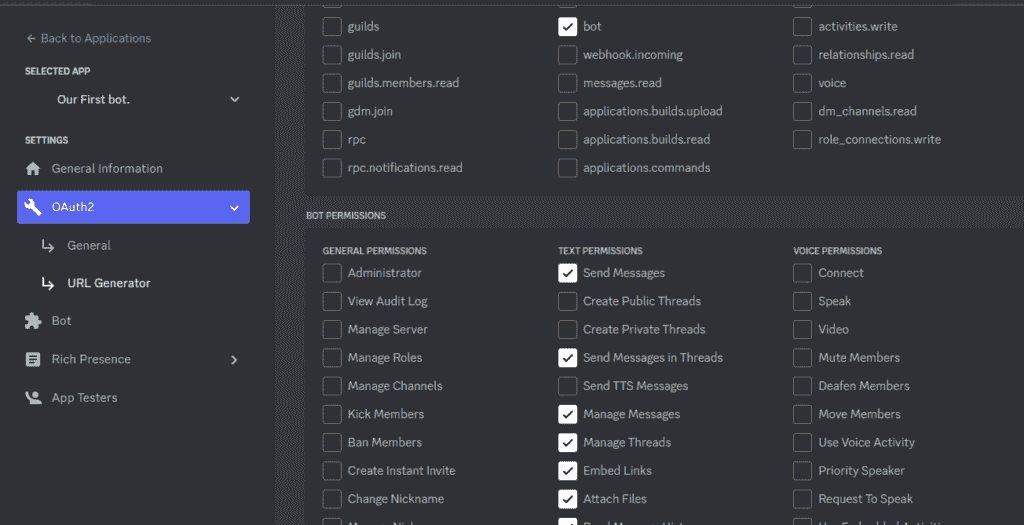 Back to Applications
SELECTED APP
Our First bot.
SETTINGS
General Information
OAuth2
General
URL Generator
Bot
Rich Presence
App Testers
guilds
guilds.join
guilds.members.read
gdm.join
rpc
rpc.notifications.read
bot
webhook.incoming
messages.read
applications.builds.upload
applications.builds.read
applications.commands
activities.write
relationships.read
voice
dm_channels.read
role_connections.write
BOT PERMISSIONS
GENERAL PERMISSIONS
Administrator
View Audit Log
Manage Server
Manage Roles
Manage Channels
Kick Members
Ban Members
Create Instant Invite
Change Nickname
TEXT PERMISSIONS
Send Messages
Create Public Threads
Create Private Threads
Send Messages in Threads
Send TTS Messages
Manage Messages
Manage Threads
Embed Links
Attach Files
VOICE PERMISSIONS
Connect
Speak
Video
Mute Members
Deafen Members
Move Members
Use Voice Activity
Priority Speaker
Request To Speak